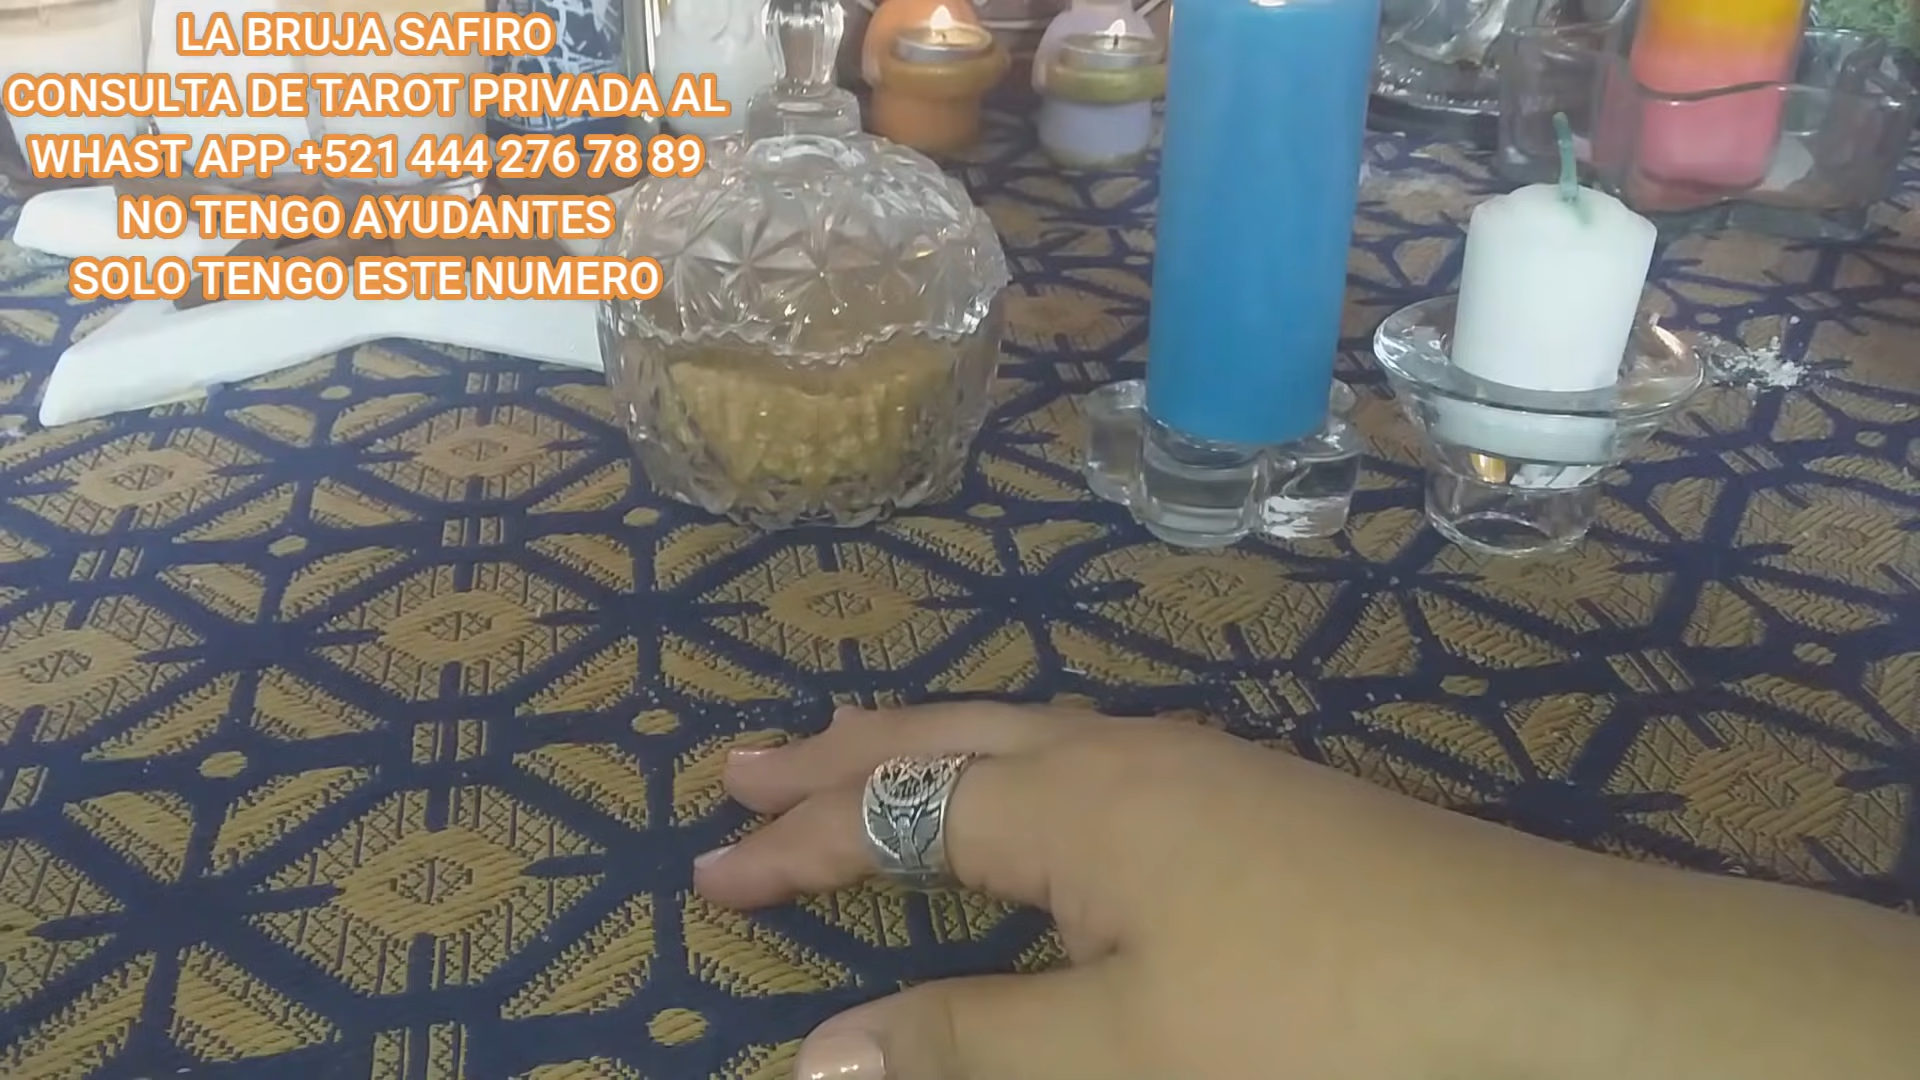 LA BRUJA SAFIRO
CONSULTA DE TAROT PRIVADA AL
WHAST APP +521 444 276 78 89
NO TENGO AYUDANTES
SOLO TENGO ESTE NUMERO